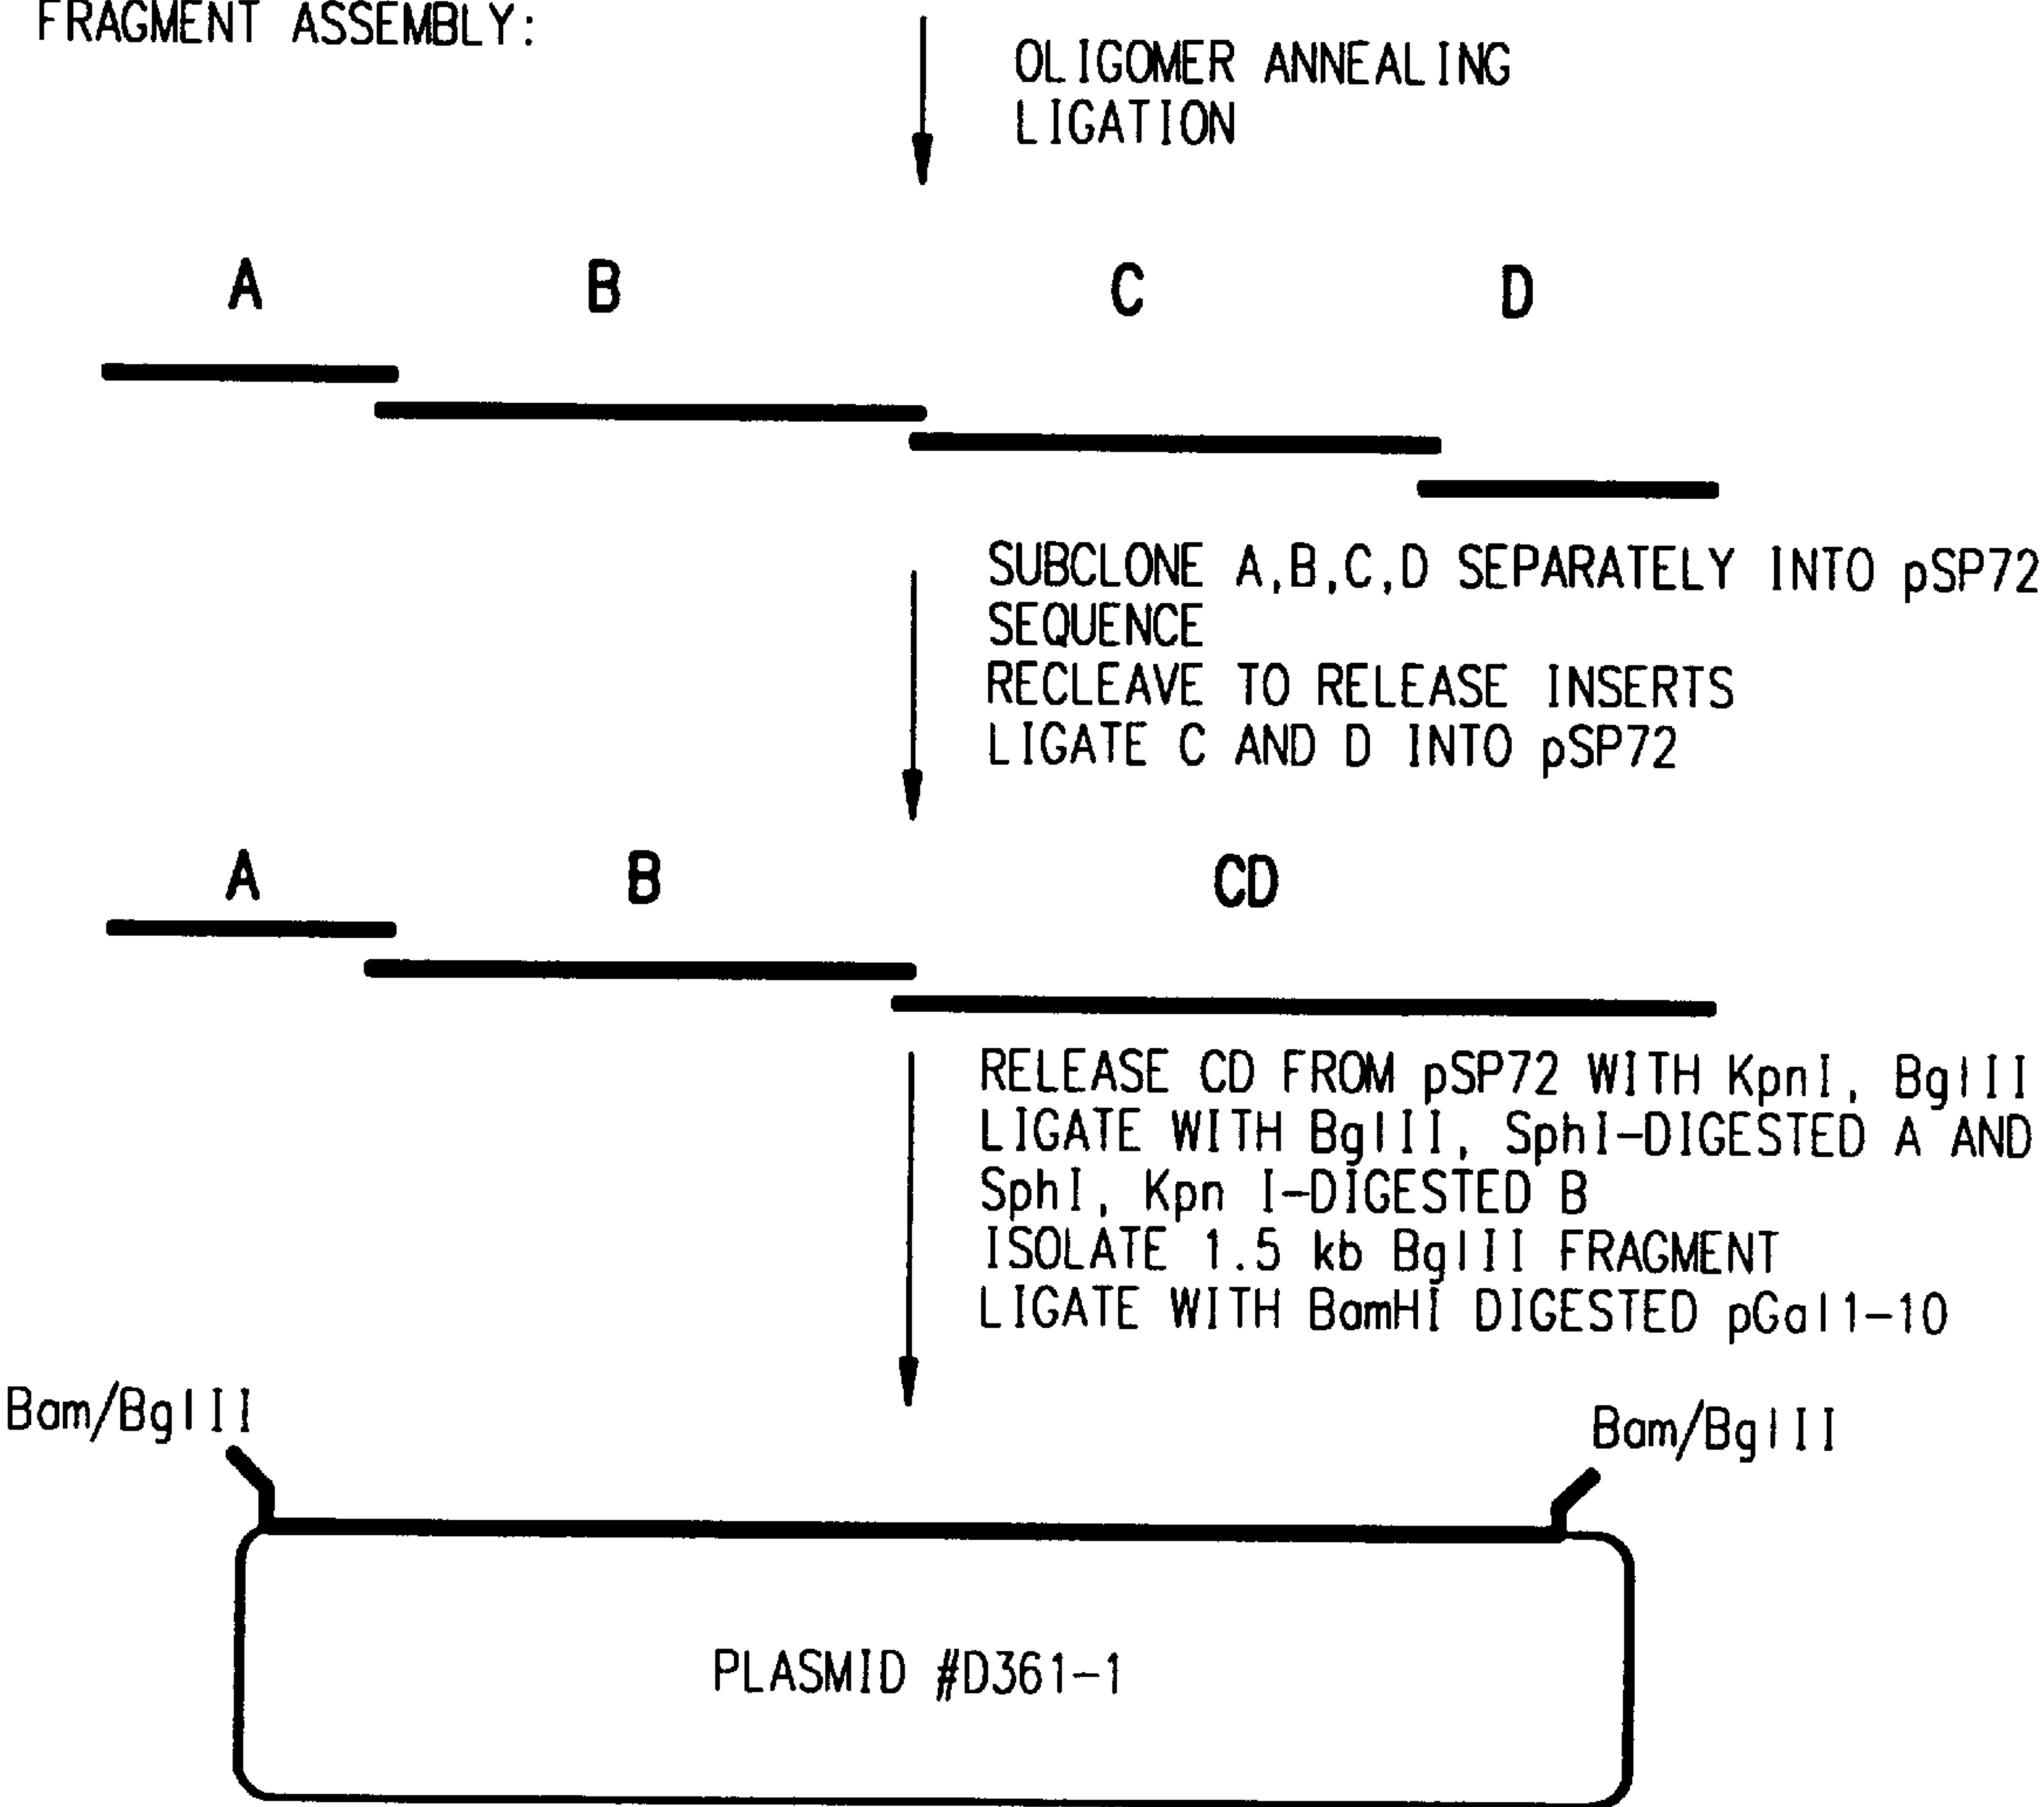 FRAGMENT ASSEMBLY:
OLIGOMER ANNEALING
LIGATION
A B C D
SUBCLONE A,B,C,D SEPARATELY INTO pSP72
SEQUENCE
RECLEAVE TO RELEASE INSERTS
LIGATE C AND D INTO pSP72
A B CD
RELEASE CD FROM pSP72 WITH KpnI, BglII
LIGATE WITH BglII, SphI-DIGESTED A AND
SphI, Kpn I-DIGESTED B
ISOLATE 1.5 kb BglII FRAGMENT
LIGATE WITH BamHI DIGESTED pGal1-10
Bam/BglII Bam/BglII
PLASMID #D361-1